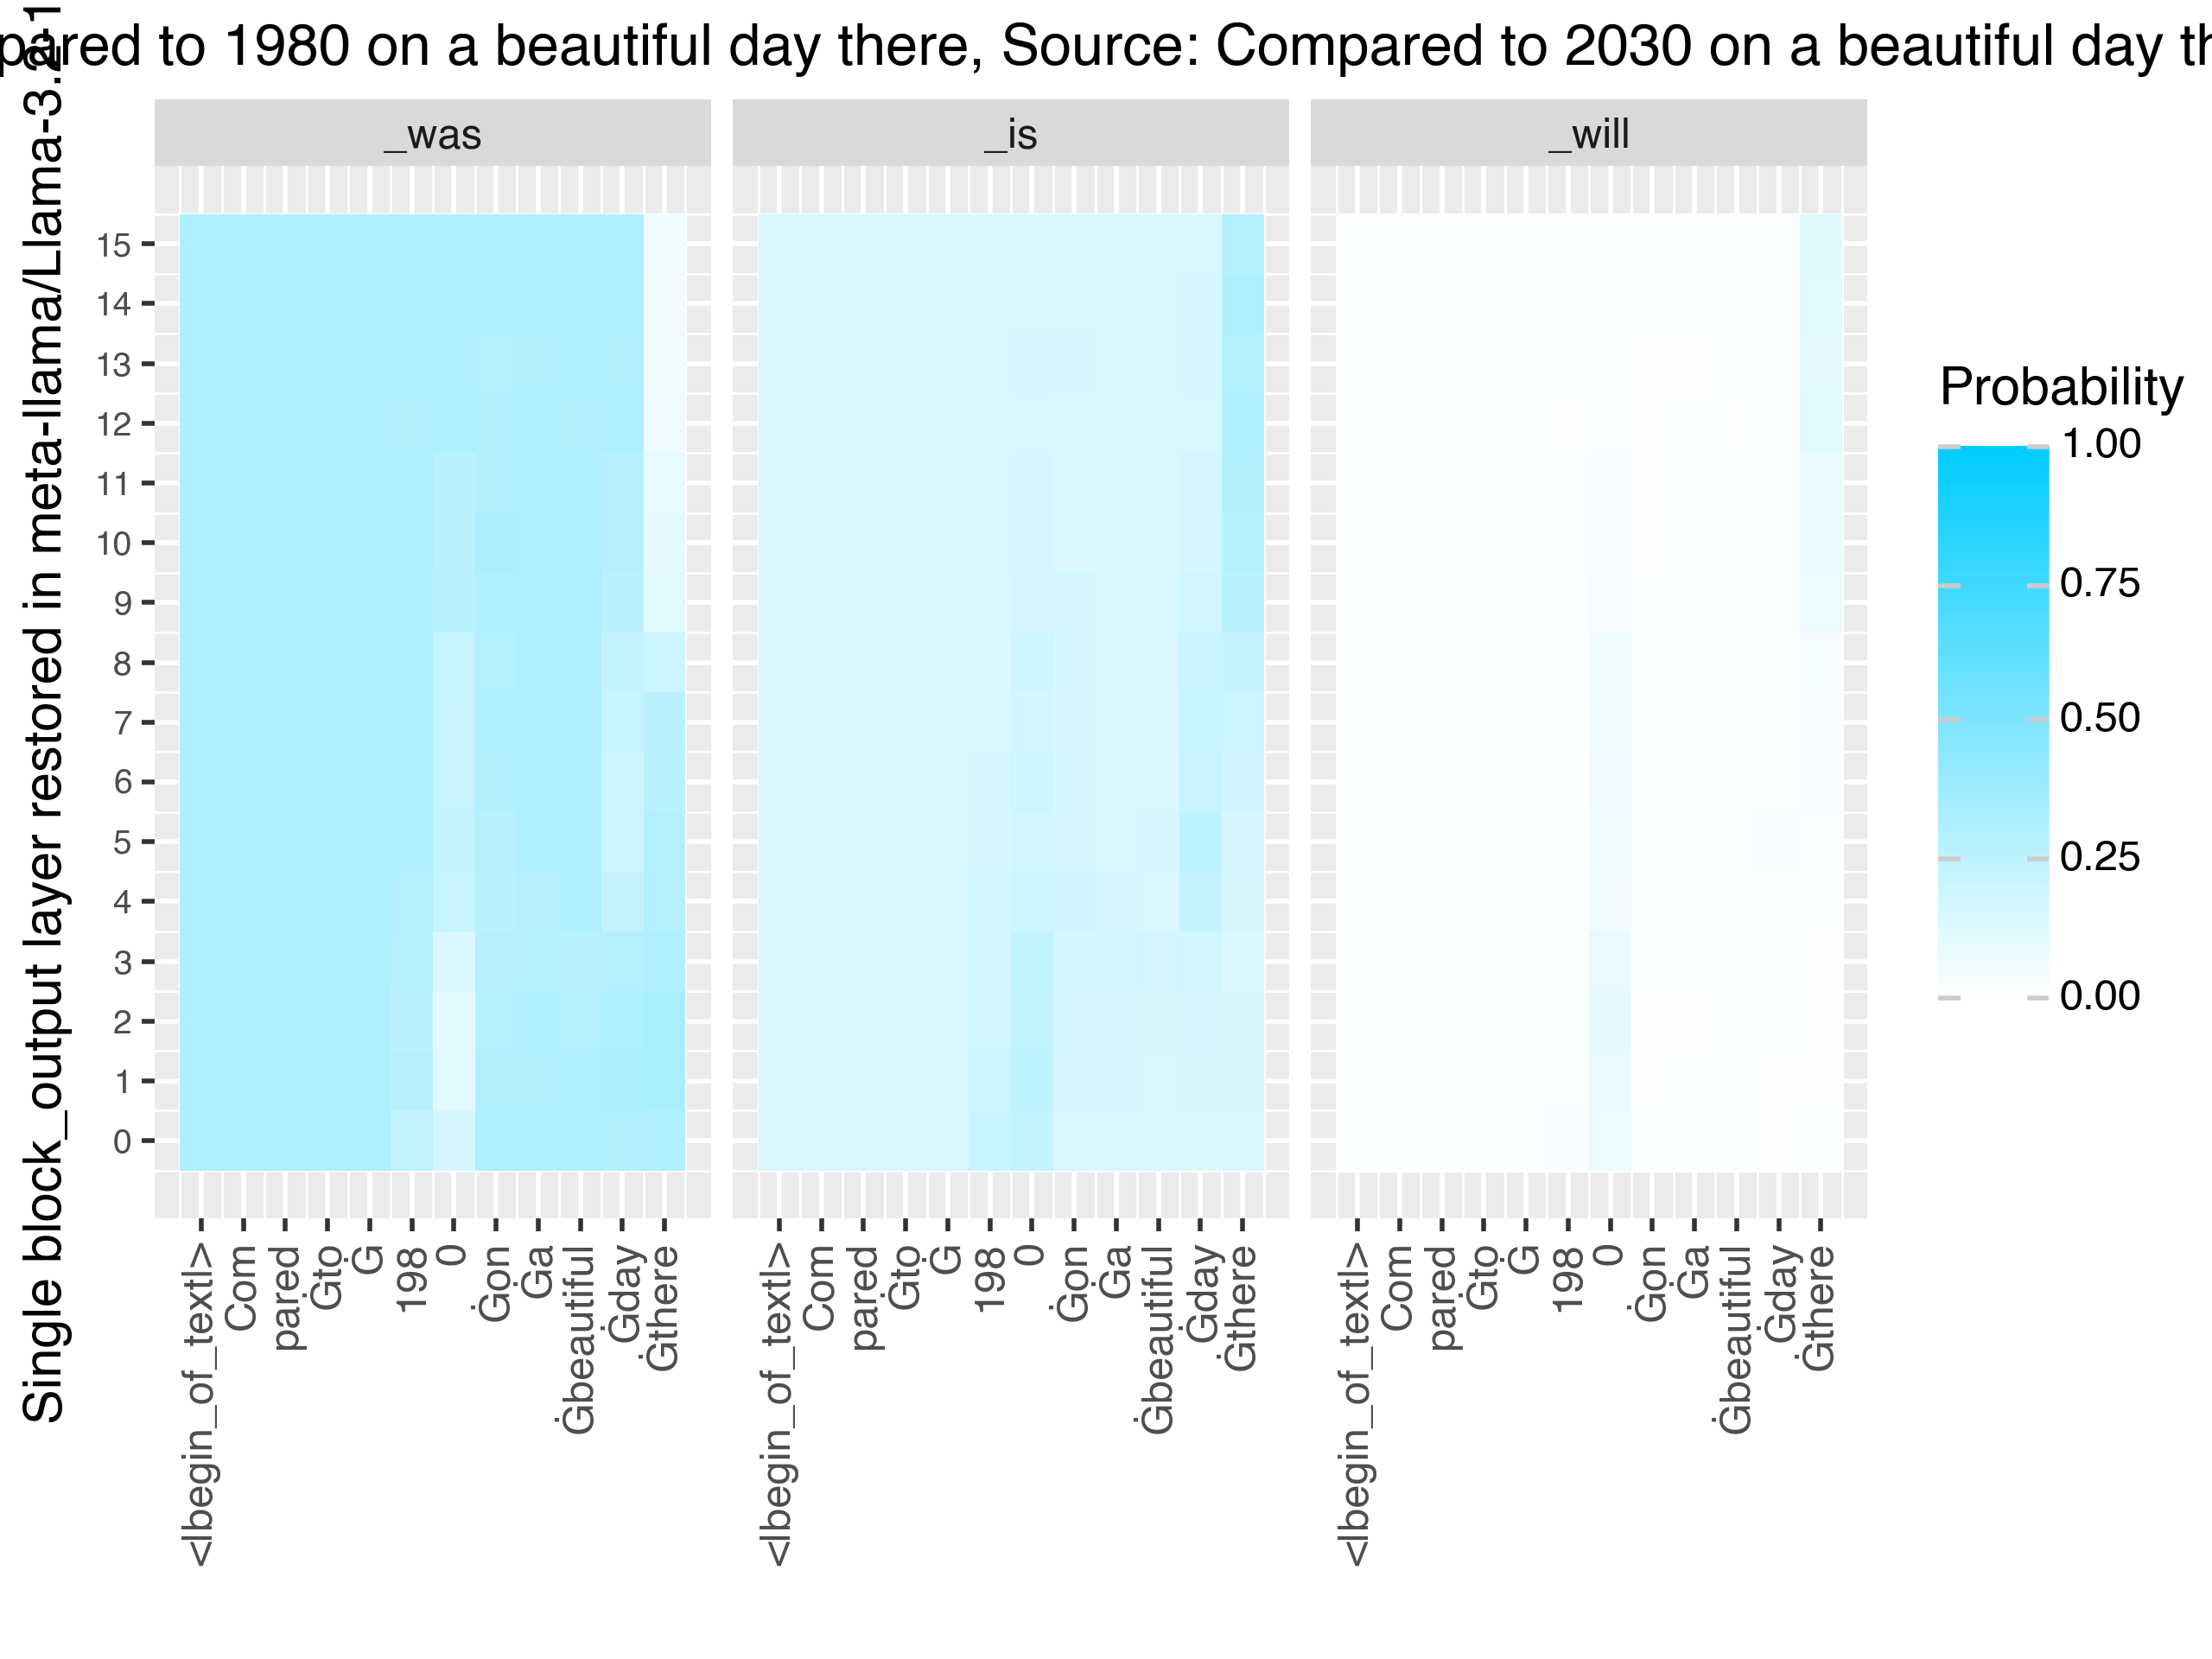 pared to 1980 on a beautiful day there, Source: Compared to 2030 on a beautiful day th
Single block_output layer restored in meta-llama/Llama-3.2-1
_was
_is
_will
15
14
13
12
11
10
9
8
7
6
5
4
3
2
1
0
<|begin_of_text|>
Com
pared
Ġto
Ġ
198
0
Ġon
Ġa
Ġbeautiful
Ġday
Ġthere
<|begin_of_text|>
Com
pared
Ġto
Ġ
198
0
Ġon
Ġa
Ġbeautiful
Ġday
Ġthere
<|begin_of_text|>
Com
pared
Ġto
Ġ
198
0
Ġon
Ġa
Ġbeautiful
Ġday
Ġthere
Probability
1.00
0.75
0.50
0.25
0.00